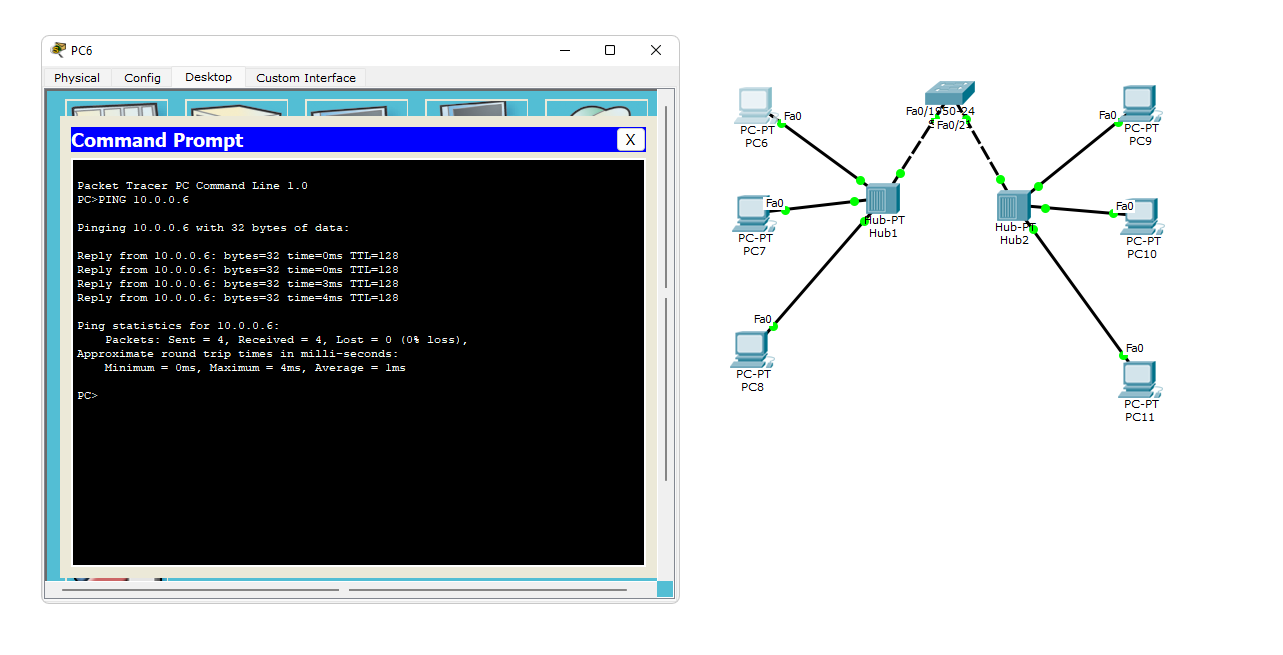 PC6
Physical Config Desktop Custom Interface
Command Prompt X
Packet Tracer PC Command Line 1.0
PC>PING 10.0.0.6
Pinging 10.0.0.6 with 32 bytes of data:
Reply from 10.0.0.6: bytes=32 time=0ms TTL=128
Reply from 10.0.0.6: bytes=32 time=0ms TTL=128
Reply from 10.0.0.6: bytes=32 time=3ms TTL=128
Reply from 10.0.0.6: bytes=32 time=4ms TTL=128
Ping statistics for 10.0.0.6:
Packets: Sent = 4, Received = 4, Lost = 0 (0% loss),
Approximate round trip times in milli-seconds:
Minimum = 0ms, Maximum = 4ms, Average = 1ms
PC>
Fa0
PC-PT
PC6
Fa0
PC-PT
PC7
Fa0
PC-PT
PC8
Hub-PT
Hub1
Fa0/2
Hub-PT
Hub2
Fa0
PC-PT
PC9
Fa0
PC-PT
PC10
Fa0
PC-PT
PC11